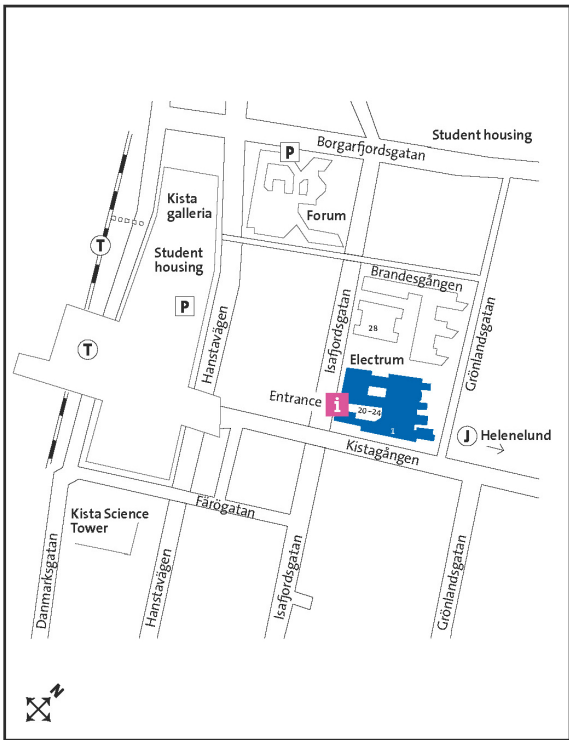 Borgarfjordsgatan
Student housing
P
Kista
galleria
Forum
T
Student
housing
Brandesgången
P
Hanstavägen
Isafjordsgatan
28
Grönlandsgatan
T
Electrum
Entrance
i
20-24
1
J Helenelund
Kistagången
Färögatan
Kista Science
Tower
Danmarksgatan
Hanstavägen
Isafjordsgatan
Grönlandsgatan
N